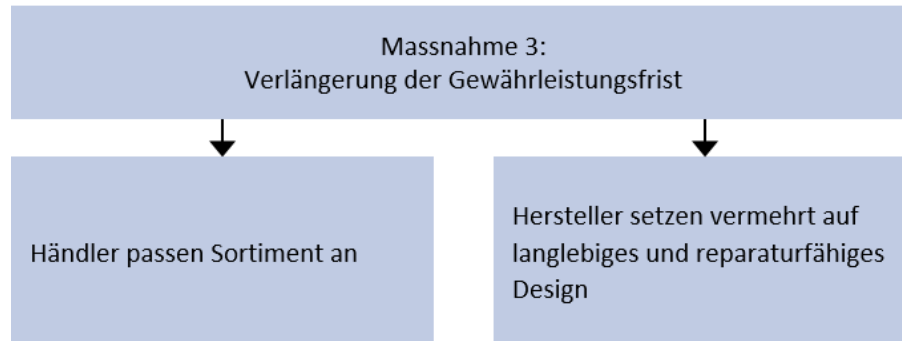 Massnahme 3:
Verlängerung der Gewährleistungsfrist
Händler passen Sortiment an
Hersteller setzen vermehrt auf
langlebiges und reparaturfähiges
Design